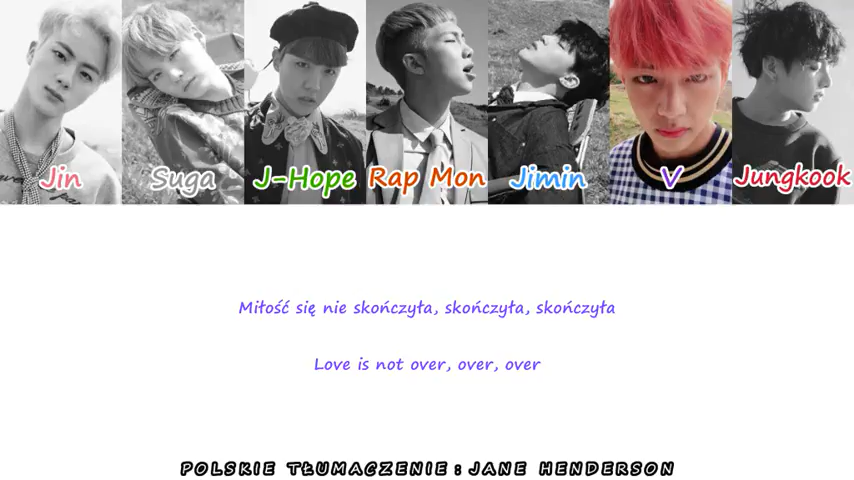 Jin Suga J-Hope Rap Mon Jimin V Jungkook
Miłość się nie skończyła, skończyła, skończyła
Love is not over, over, over
POLSKIE TŁUMACZENIE : JANE HENDERSON